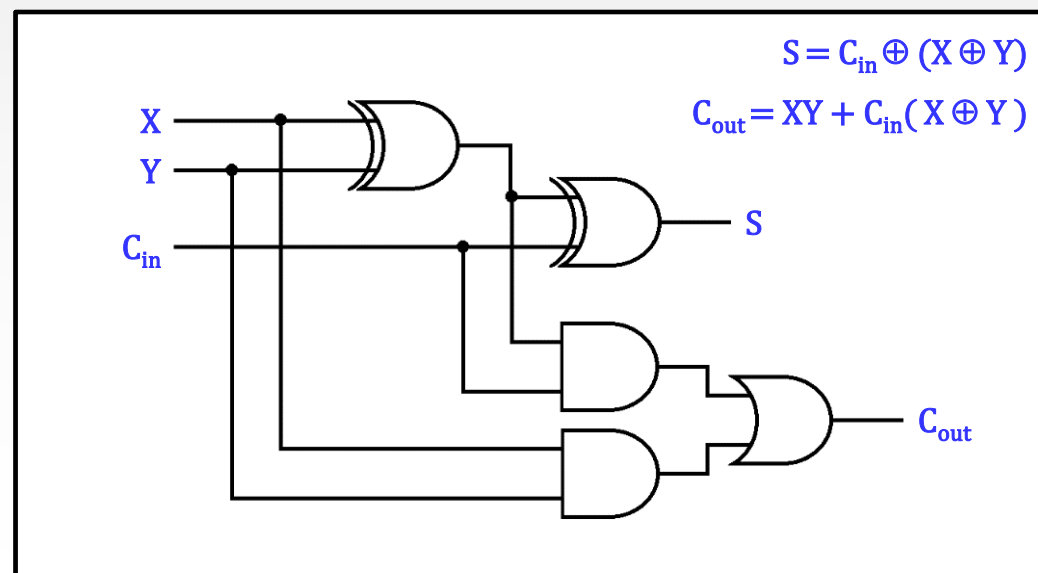 S = C_in ⊕ (X ⊕ Y)
C_out = XY + C_in( X ⊕ Y )
X
Y
C_in
S
C_out